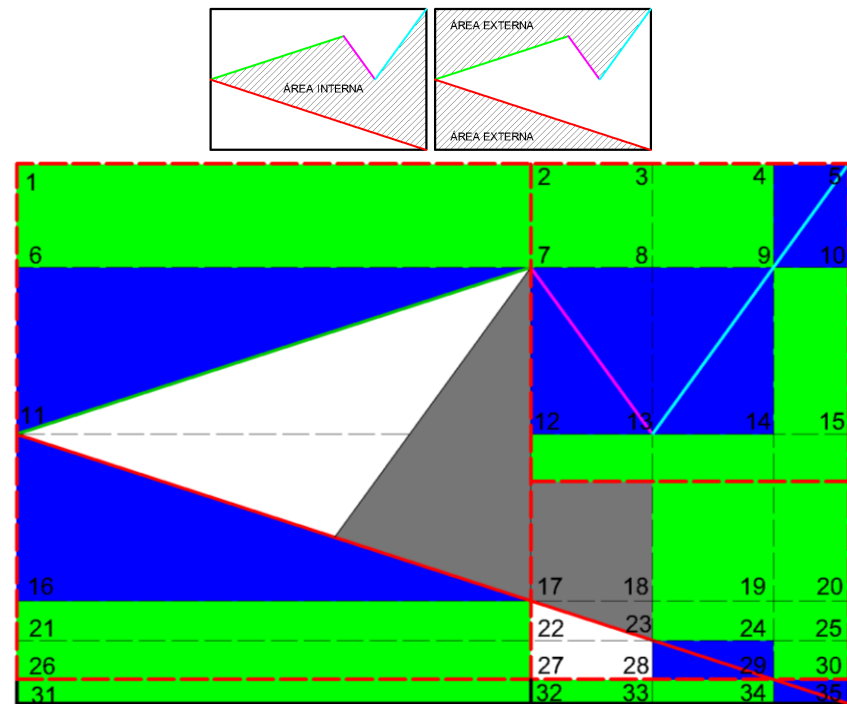 ÁREA INTERNA
ÁREA EXTERNA
ÁREA EXTERNA
1 2 3 4 5
6 7 8 9 10
11 12 13 14 15
16 17 18 19 20
21 22 23 24 25
26 27 28 29 30
31 32 33 34 35